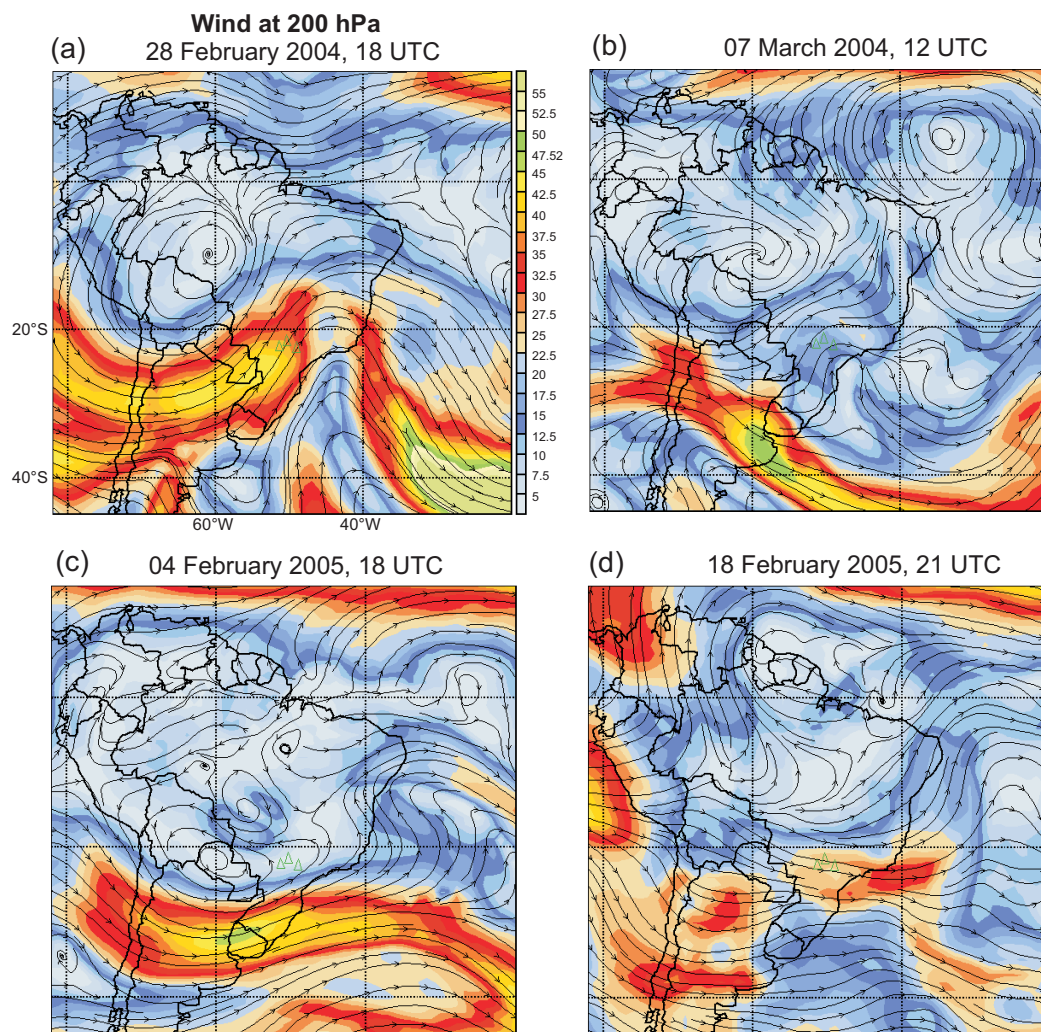 Wind at 200 hPa
(a) 28 February 2004, 18 UTC
(b) 07 March 2004, 12 UTC
55
52.5
50
47.52
45
42.5
40
37.5
35
32.5
30
27.5
25
22.5
20
17.5
15
12.5
10
7.5
5
20°S
40°S
60°W 40°W
(c) 04 February 2005, 18 UTC
(d) 18 February 2005, 21 UTC